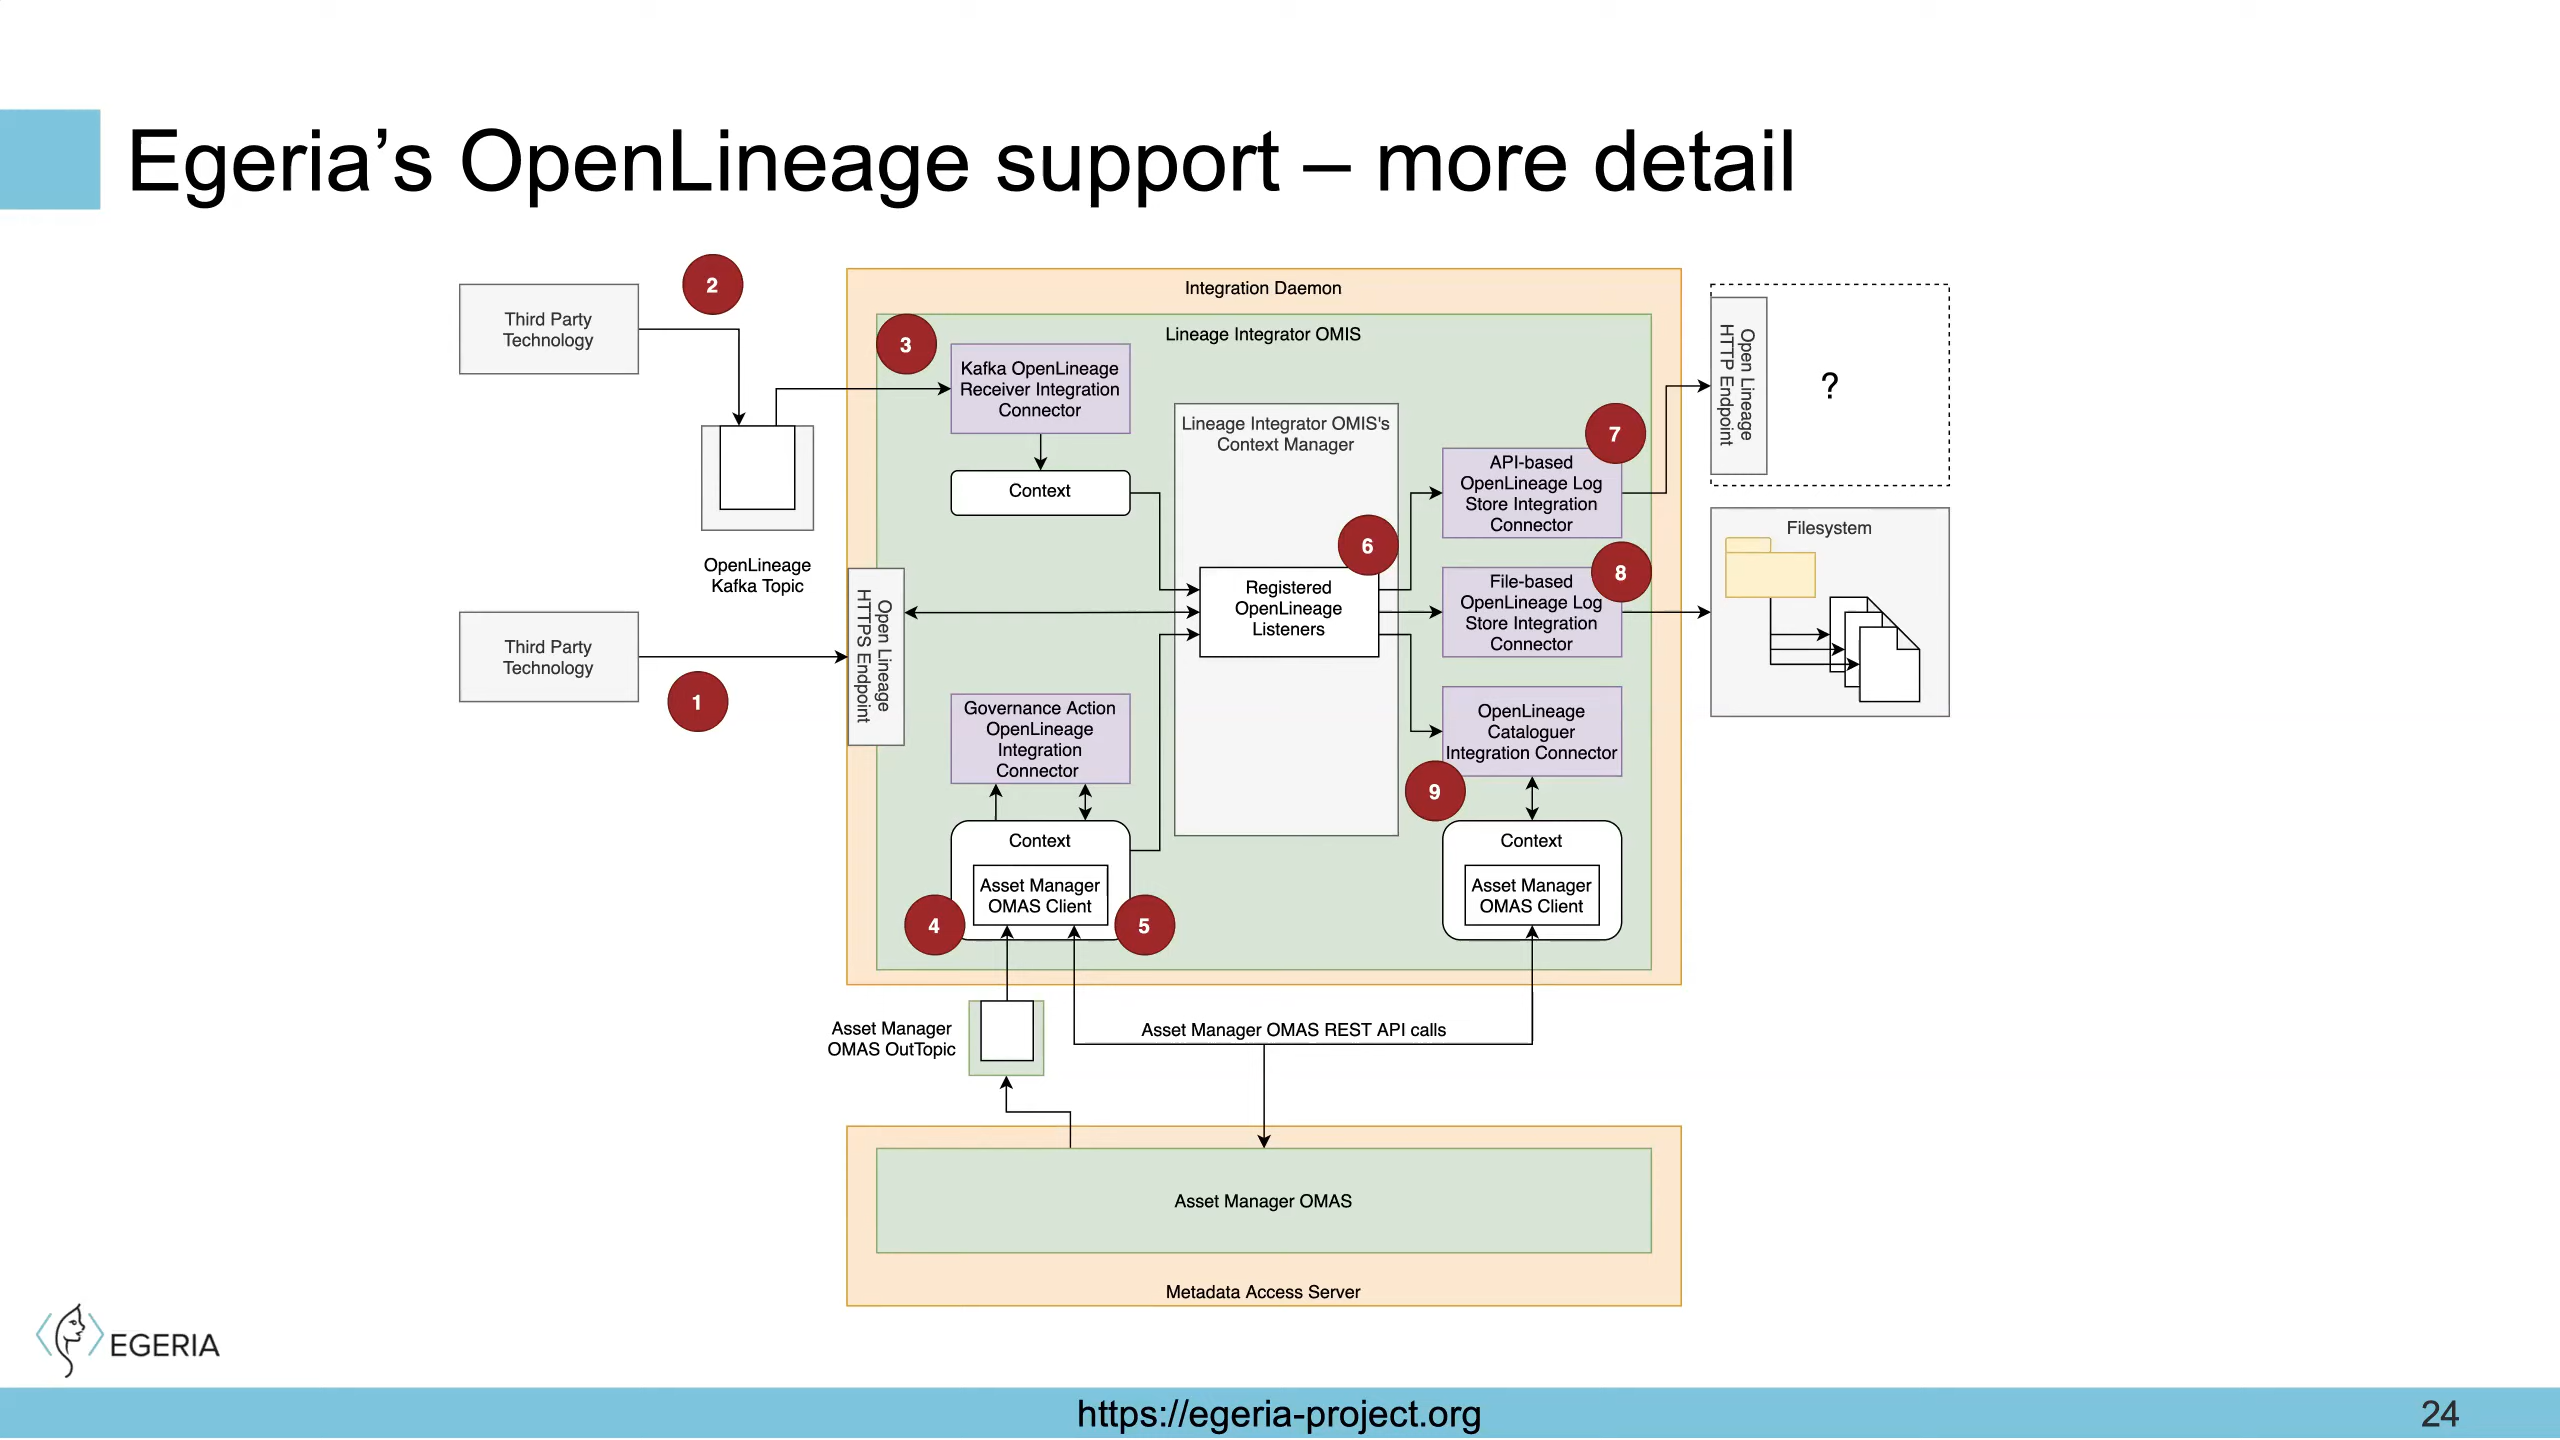 Egeria’s OpenLineage support – more detail
Third Party
Technology
2
OpenLineage
Kafka Topic
Third Party
Technology
1
Integration Daemon
Lineage Integrator OMIS
3
Kafka OpenLineage
Receiver Integration
Connector
Context
Open Lineage
HTTPS Endpoint
Governance Action
OpenLineage
Integration
Connector
Context
Asset Manager
OMAS Client
4
5
Lineage Integrator OMIS's
Context Manager
6
Registered
OpenLineage
Listeners
7
API-based
OpenLineage Log
Store Integration
Connector
8
File-based
OpenLineage Log
Store Integration
Connector
OpenLineage
Cataloguer
Integration Connector
9
Context
Asset Manager
OMAS Client
Open Lineage
HTTP Endpoint
?
Filesystem
Asset Manager
OMAS OutTopic
Asset Manager OMAS REST API calls
Asset Manager OMAS
Metadata Access Server
EGERIA
https://egeria-project.org
24